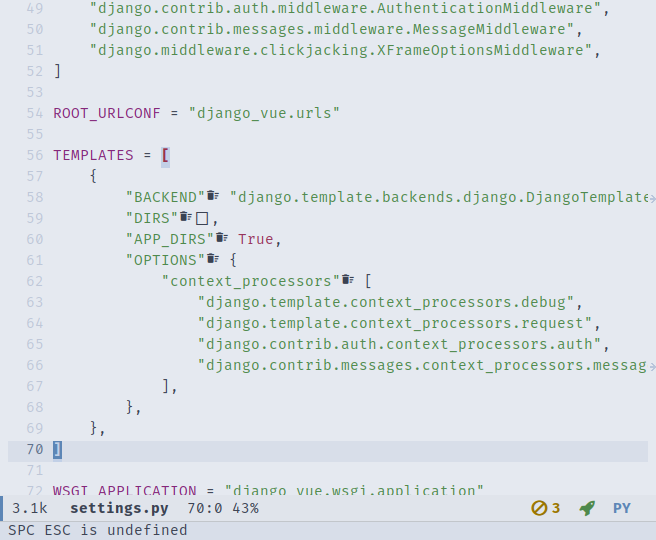 49 "django.contrib.auth.middleware.AuthenticationMiddleware",
50 "django.contrib.messages.middleware.MessageMiddleware",
51 "django.middleware.clickjacking.XFrameOptionsMiddleware",
52 ]
53
54 ROOT_URLCONF = "django_vue.urls"
55
56 TEMPLATES = [
57 {
58 "BACKEND" "django.template.backends.django.DjangoTemplate
59 "DIRS" [],
60 "APP_DIRS" True,
61 "OPTIONS" {
62 "context_processors" [
63 "django.template.context_processors.debug",
64 "django.template.context_processors.request",
65 "django.contrib.auth.context_processors.auth",
66 "django.contrib.messages.context_processors.messag
67 ],
68 },
69 },
70 ]
71
72 WSGI_APPLICATION = "django_vue.wsgi.application"
3.1k settings.py 70:0 43% 3 PY
SPC ESC is undefined